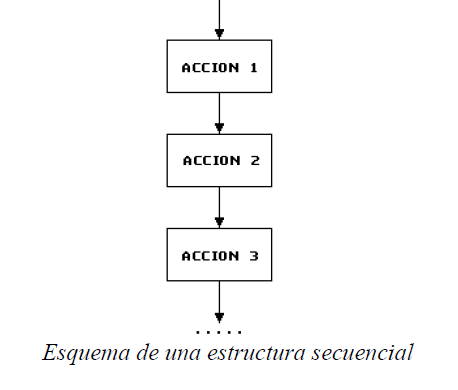 ACCION 1
ACCION 2
ACCION 3
.....
Esquema de una estructura secuencial